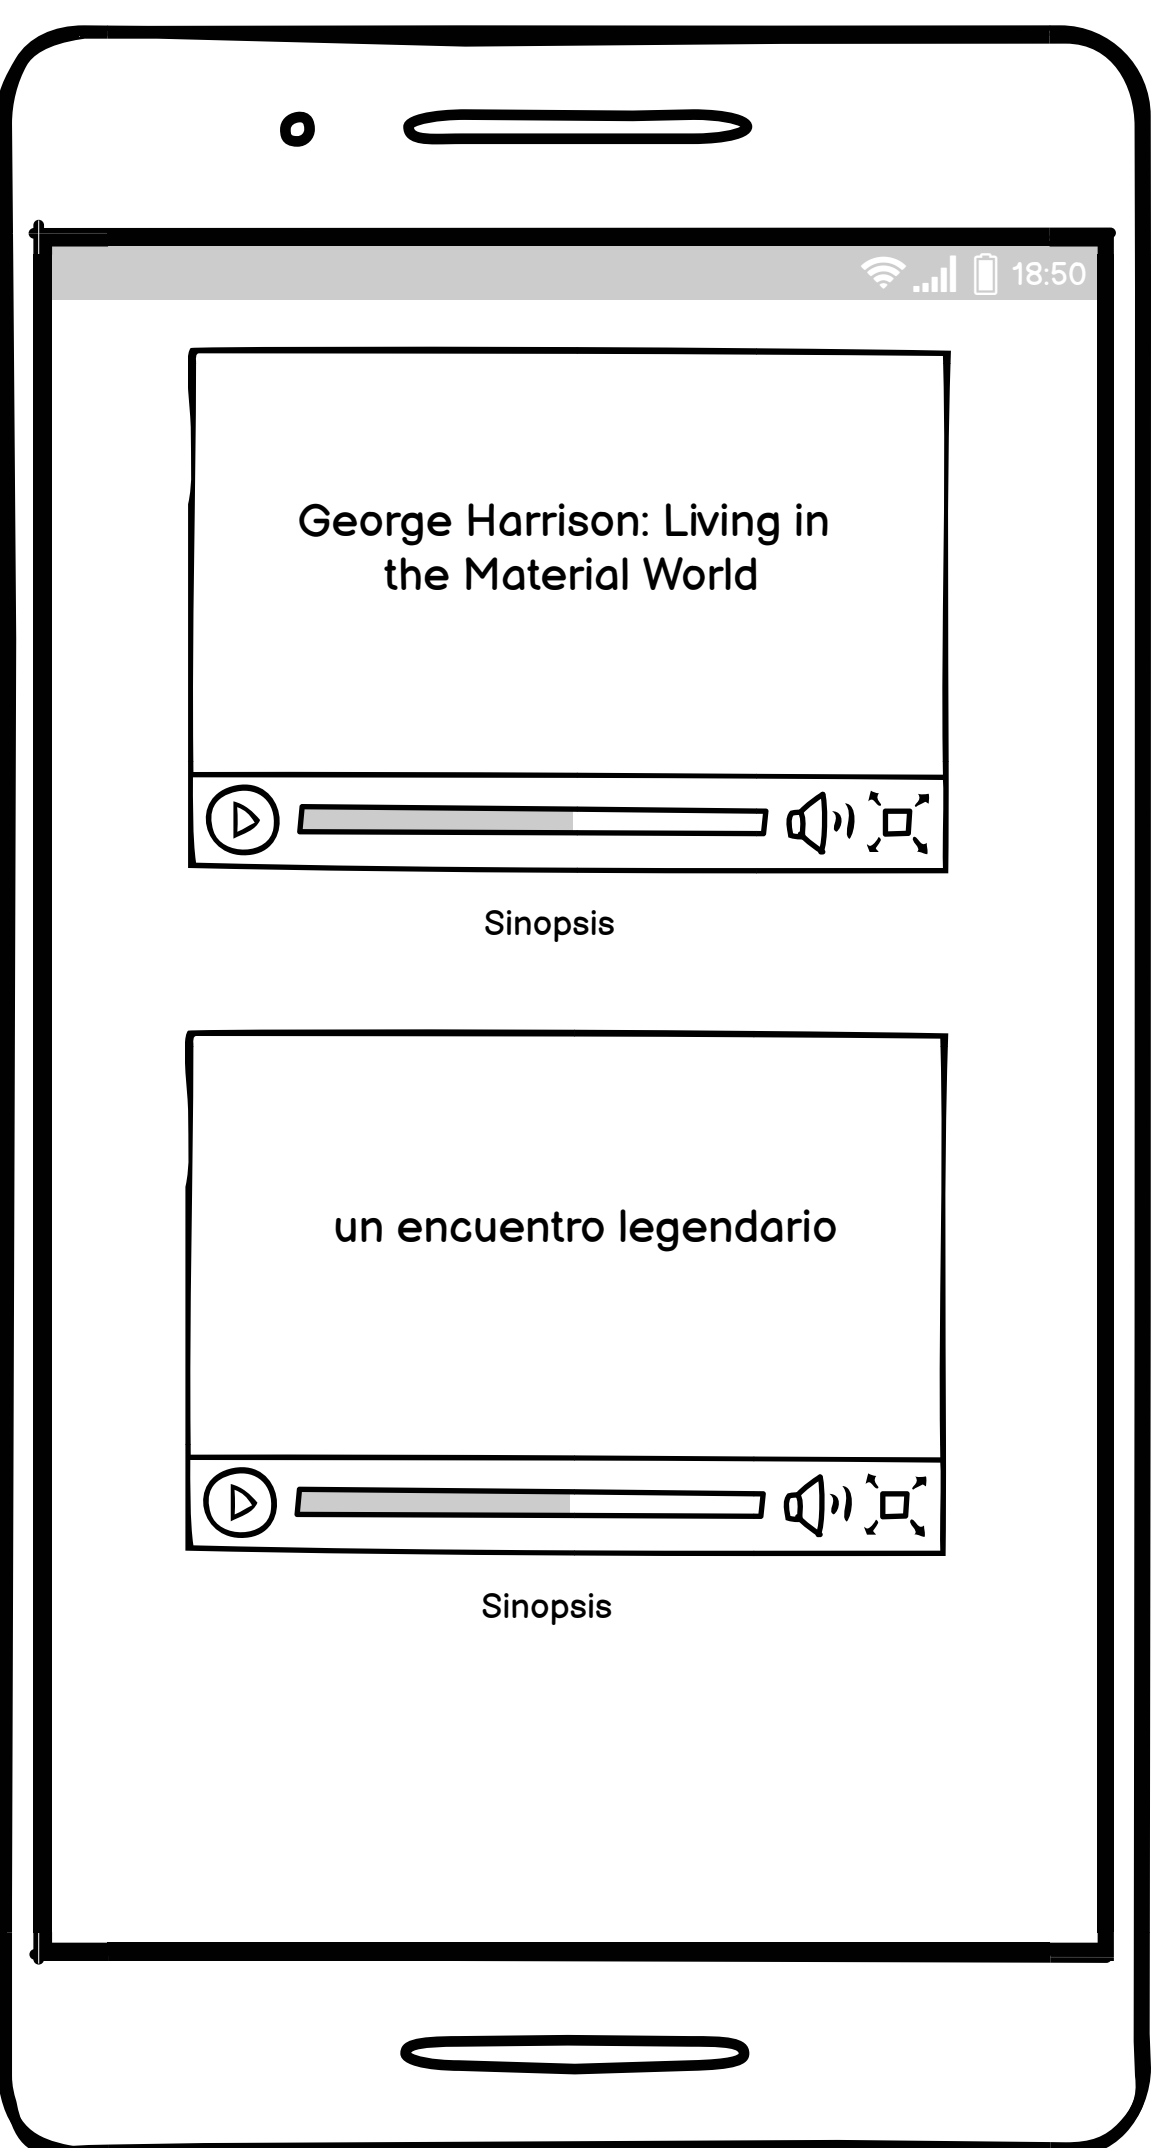 18:50
George Harrison: Living in
the Material World
Sinopsis
un encuentro legendario
Sinopsis